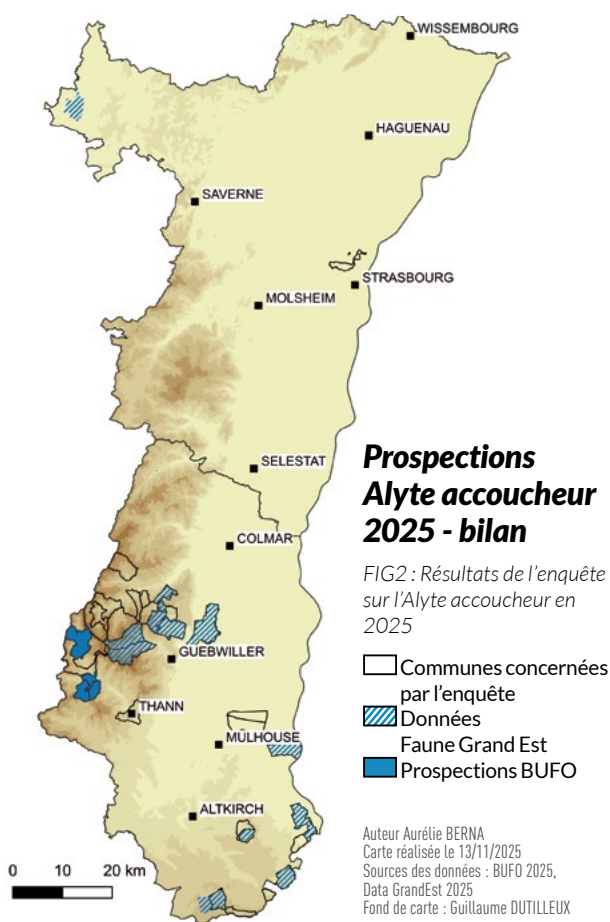 WISSEMBOURG
HAGUENAU
SAVERNE
STRASBOURG
MOLSHEIM
SELESTAT
COLMAR
GUEBWILLER
THANN
MULHOUSE
ALTKIRCH
0 10 20 km
Prospections
Alyte accoucheur
2025 - bilan
FIG2 : Résultats de l'enquête
sur l'Alyte accoucheur en
2025
Communes concernées
par l'enquête
Données
Faune Grand Est
Prospections BUFO
Auteur Aurélie BERNA
Carte réalisée le 13/11/2025
Sources des données : BUFO 2025,
Data GrandEst 2025
Fond de carte : Guillaume DUTILLEUX